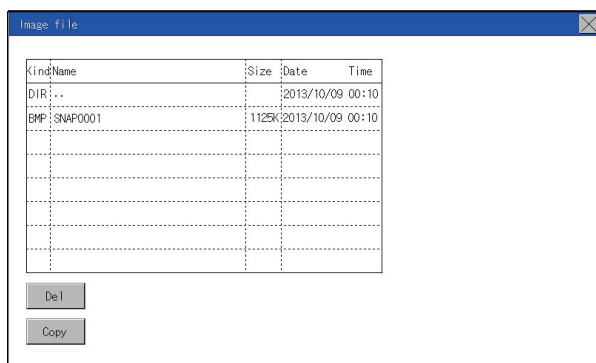 Image file
Kind Name Size Date Time
DIR .. 2013/10/09 00:10
BMP SNAP0001 1125K 2013/10/09 00:10
Del
Copy